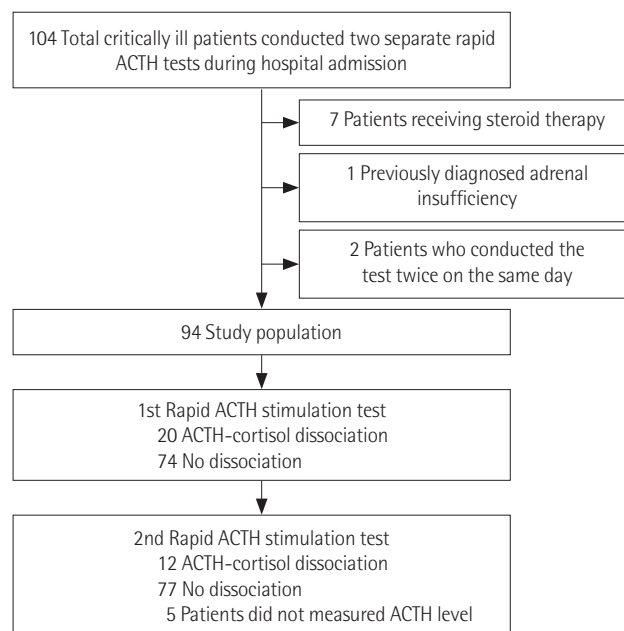 104 Total critically ill patients conducted two separate rapid
ACTH tests during hospital admission
7 Patients receiving steroid therapy
1 Previously diagnosed adrenal
insufficiency
2 Patients who conducted the
test twice on the same day
94 Study population
1st Rapid ACTH stimulation test
20 ACTH-cortisol dissociation
74 No dissociation
2nd Rapid ACTH stimulation test
12 ACTH-cortisol dissociation
77 No dissociation
5 Patients did not measured ACTH level